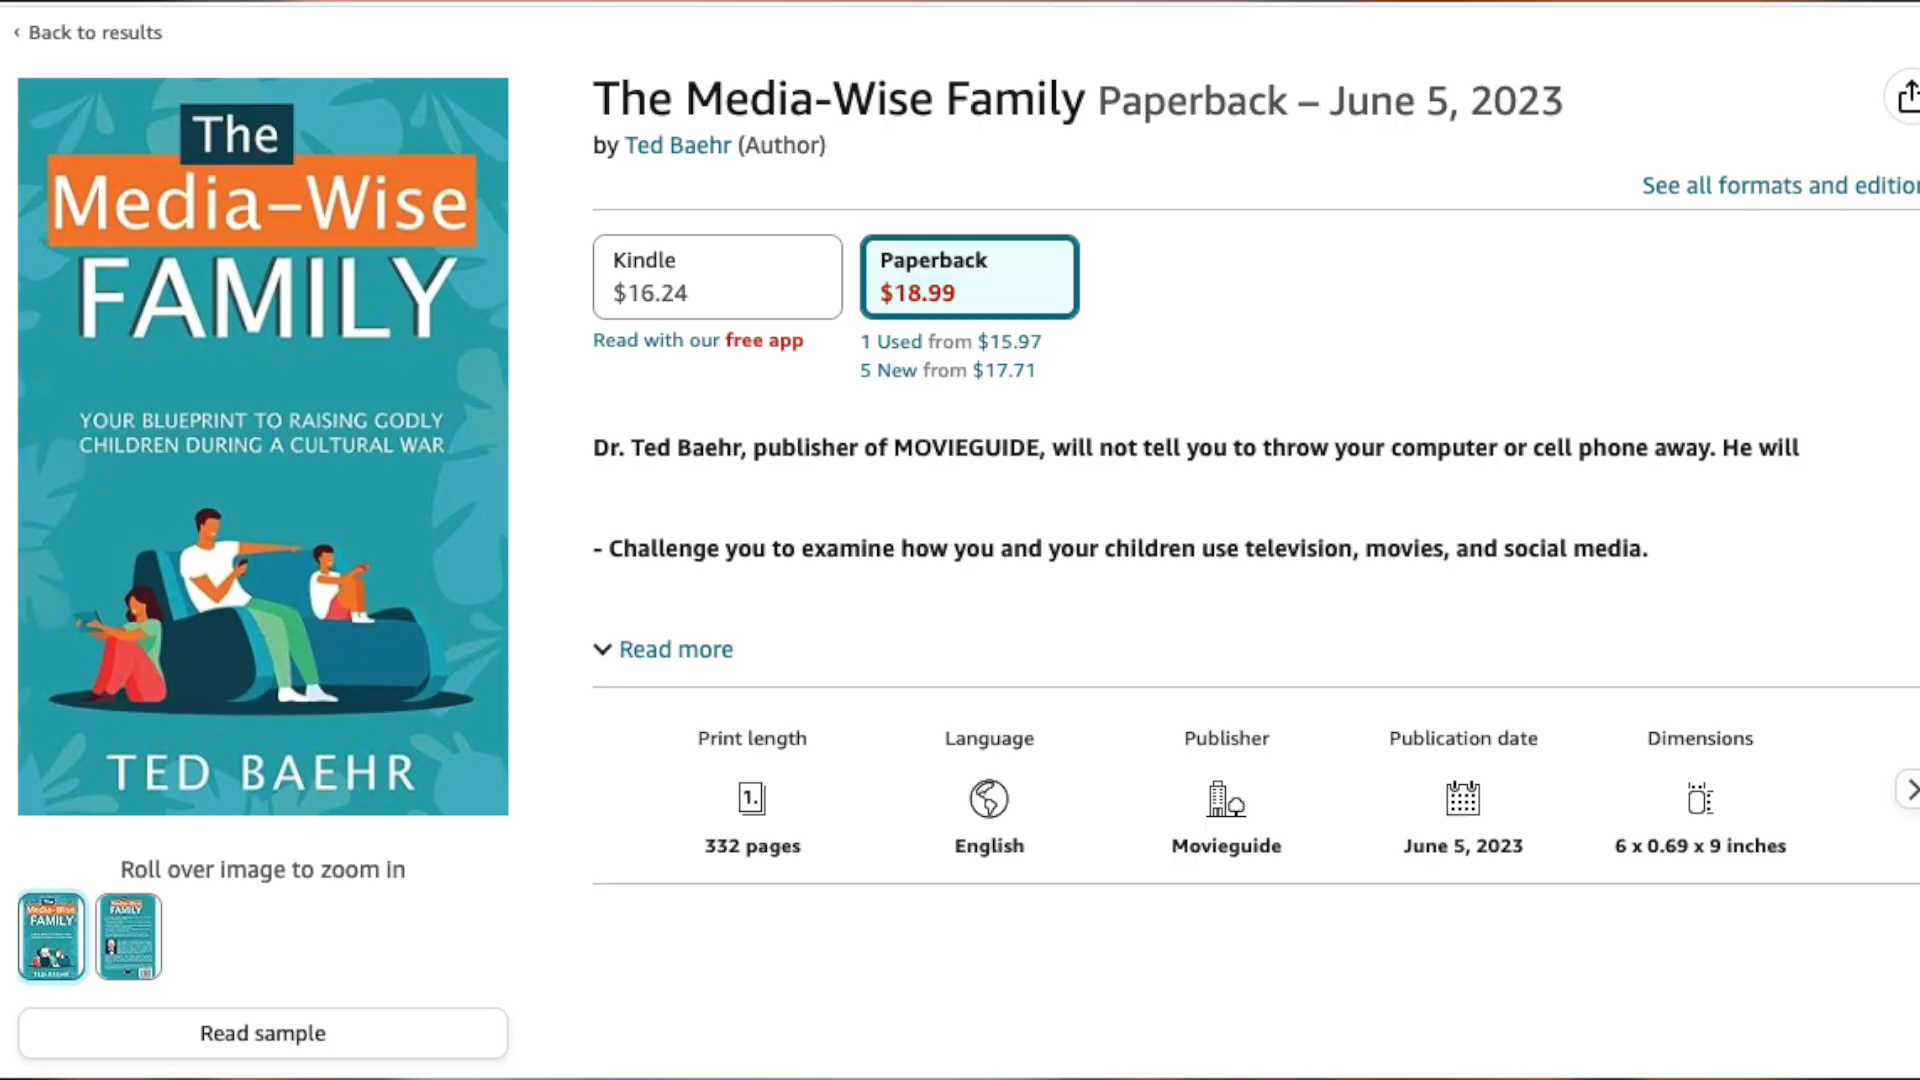 ‹ Back to results
The
Media-Wise
FAMILY
YOUR BLUEPRINT TO RAISING GODLY
CHILDREN DURING A CULTURAL WAR
TED BAEHR
Roll over image to zoom in
Read sample
The Media-Wise Family Paperback – June 5, 2023
by Ted Baehr (Author)
See all formats and
Kindle
$16.24
Read with our free app
Paperback
$18.99
1 Used from $15.97
5 New from $17.71
Dr. Ted Baehr, publisher of MOVIEGUIDE, will not tell you to throw your computer or cell phone away. He will
- Challenge you to examine how you and your children use television, movies, and social media.
Read more
Print length
1.
332 pages
Language
English
Publisher
Movieguide
Publication date
June 5, 2023
Dimensions
6 x 0.69 x 9 inches